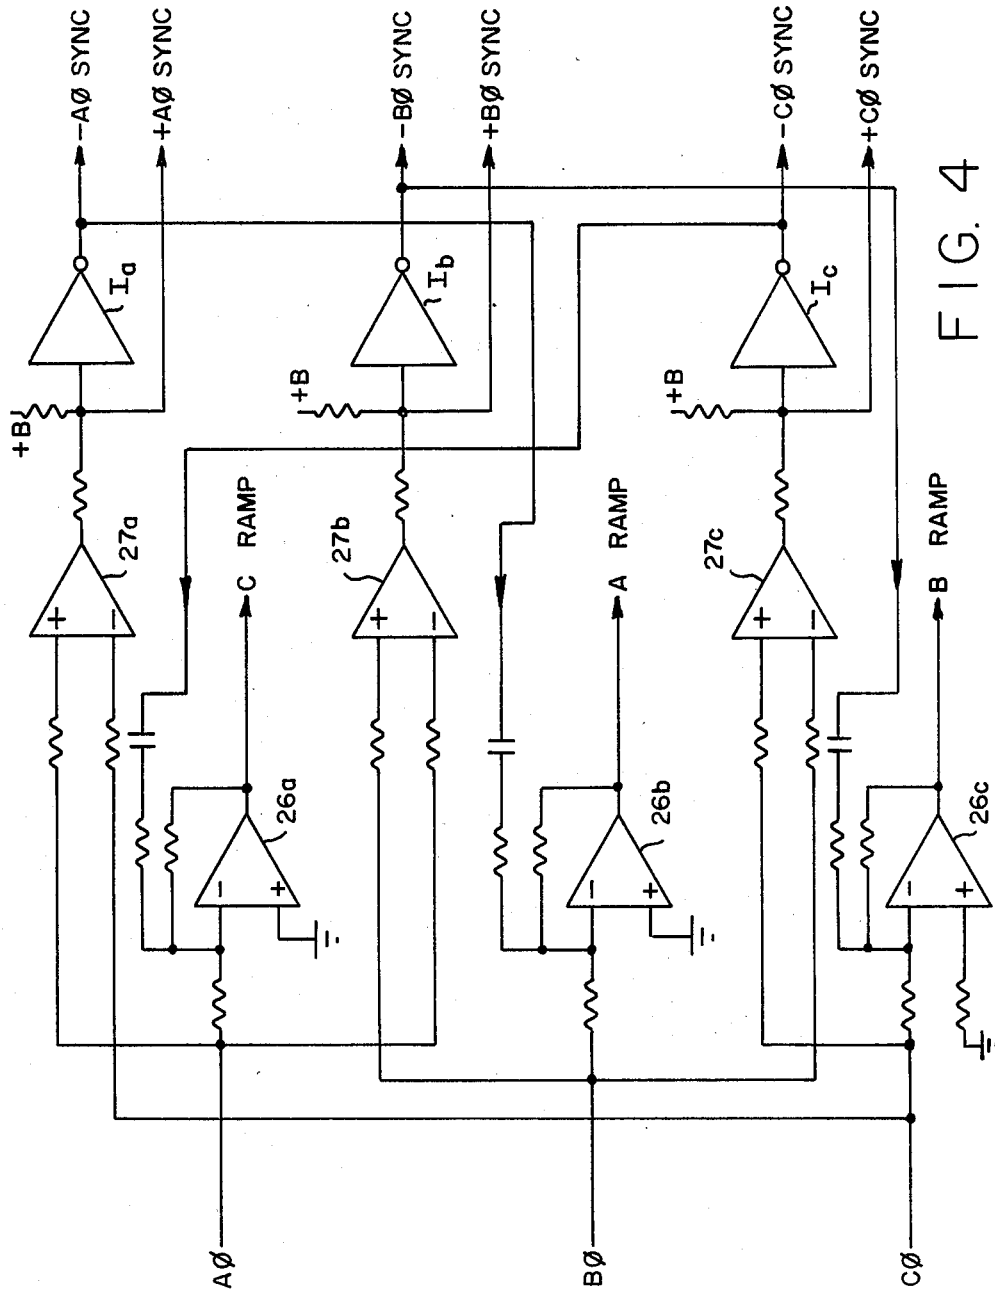 -AØ SYNC
+AØ SYNC
Ia
+B
27a
C RAMP
26a
AØ
-BØ SYNC
+BØ SYNC
Ib
+B
27b
A RAMP
26b
BØ
-CØ SYNC
+CØ SYNC
Ic
+B
27c
B RAMP
26c
CØ
+
-
-
+
+
-
-
+
+
-
-
+
FIG. 4